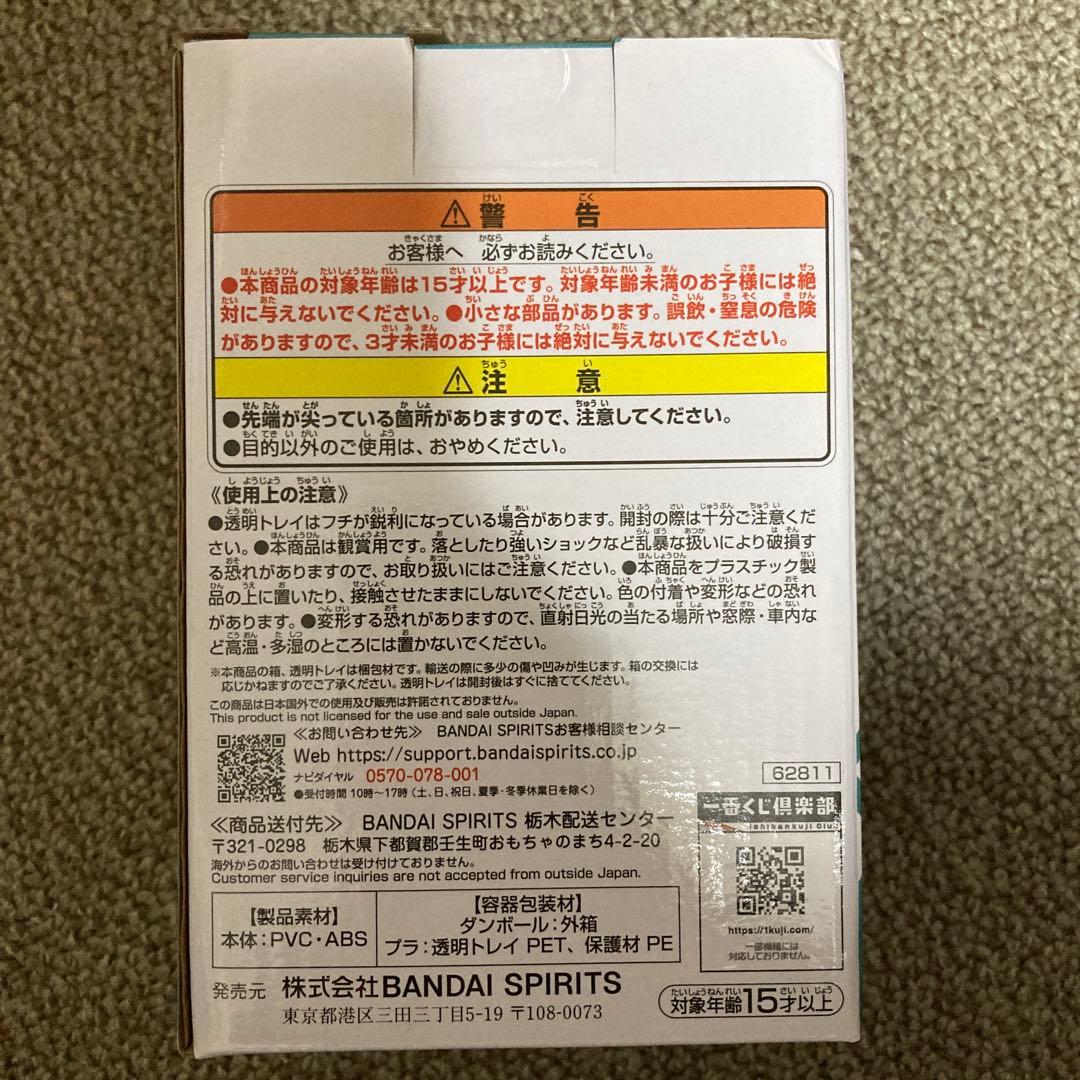 ⚠警告
お客様へ 必ずお読みください。
●本商品の対象年齢は15才以上です。対象年齢未満のお子様には絶
対に与えないでください。●小さな部品があります。誤飲・窒息の危険
がありますので、3才未満のお子様には絶対に与えないでください。
⚠注意
●先端が尖っている箇所がありますので、注意してください。
●目的以外のご使用は、おやめください。
《使用上の注意》
●透明トレイはフチが鋭利になっている場合があります。開封の際は十分ご注意くだ
さい。●本商品は観賞用です。落としたり強いショックなど乱暴な扱いにより破損す
る恐れがありますので、お取り扱いにはご注意ください。●本商品をプラスチック製
品の上に置いたり、接触させたままにしないでください。色の付着や変形などの恐れ
があります。●変形する恐れがありますので、直射日光の当たる場所や窓際・車内な
ど高温・多湿のところには置かないでください。
※本商品の箱、透明トレイは梱包材です。輸送の際に多少の傷や凹みが生じます。箱の交換には
応じかねますのでご了承ください。透明トレイは開封後はすぐに捨ててください。
この商品は日本国外での使用及び販売は許諾されておりません。
This product is not licensed for the use and sale outside Japan.
≪お問い合わせ先≫ BANDAI SPIRITSお客様相談センター
Web https://support.bandaispirits.co.jp
ナビダイヤル 0570-078-001
●受付時間 10時〜17時 (土、日、祝日、夏季・冬季休業日を除く)
62811
≪商品送付先≫ BANDAI SPIRITS 栃木配送センター
〒321-0298 栃木県下都賀郡壬生町おもちゃのまち4-2-20
海外からのお問い合わせは受け付けておりません。
Customer service inquiries are not accepted from outside Japan.
一番くじ倶楽部
ichibankuji Club
https://1kuji.com/
一部機種には
対応しておりません。
【製品素材】
本体:PVC・ABS
【容器包装材】
ダンボール:外箱
プラ:透明トレイ PET、保護材 PE
発売元 株式会社BANDAI SPIRITS
東京都港区三田三丁目5-19 〒108-0073
対象年齢15才以上